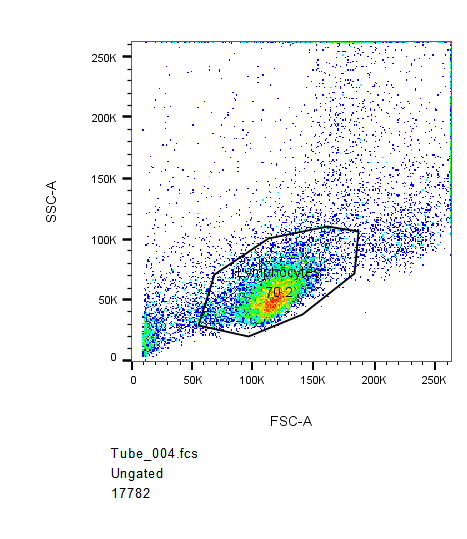 250K
200K
150K
100K
50K
0
SSC-A
Lymphocytes
70.2
0
50K
100K
150K
200K
250K
FSC-A
Tube_004.fcs
Ungated
17782